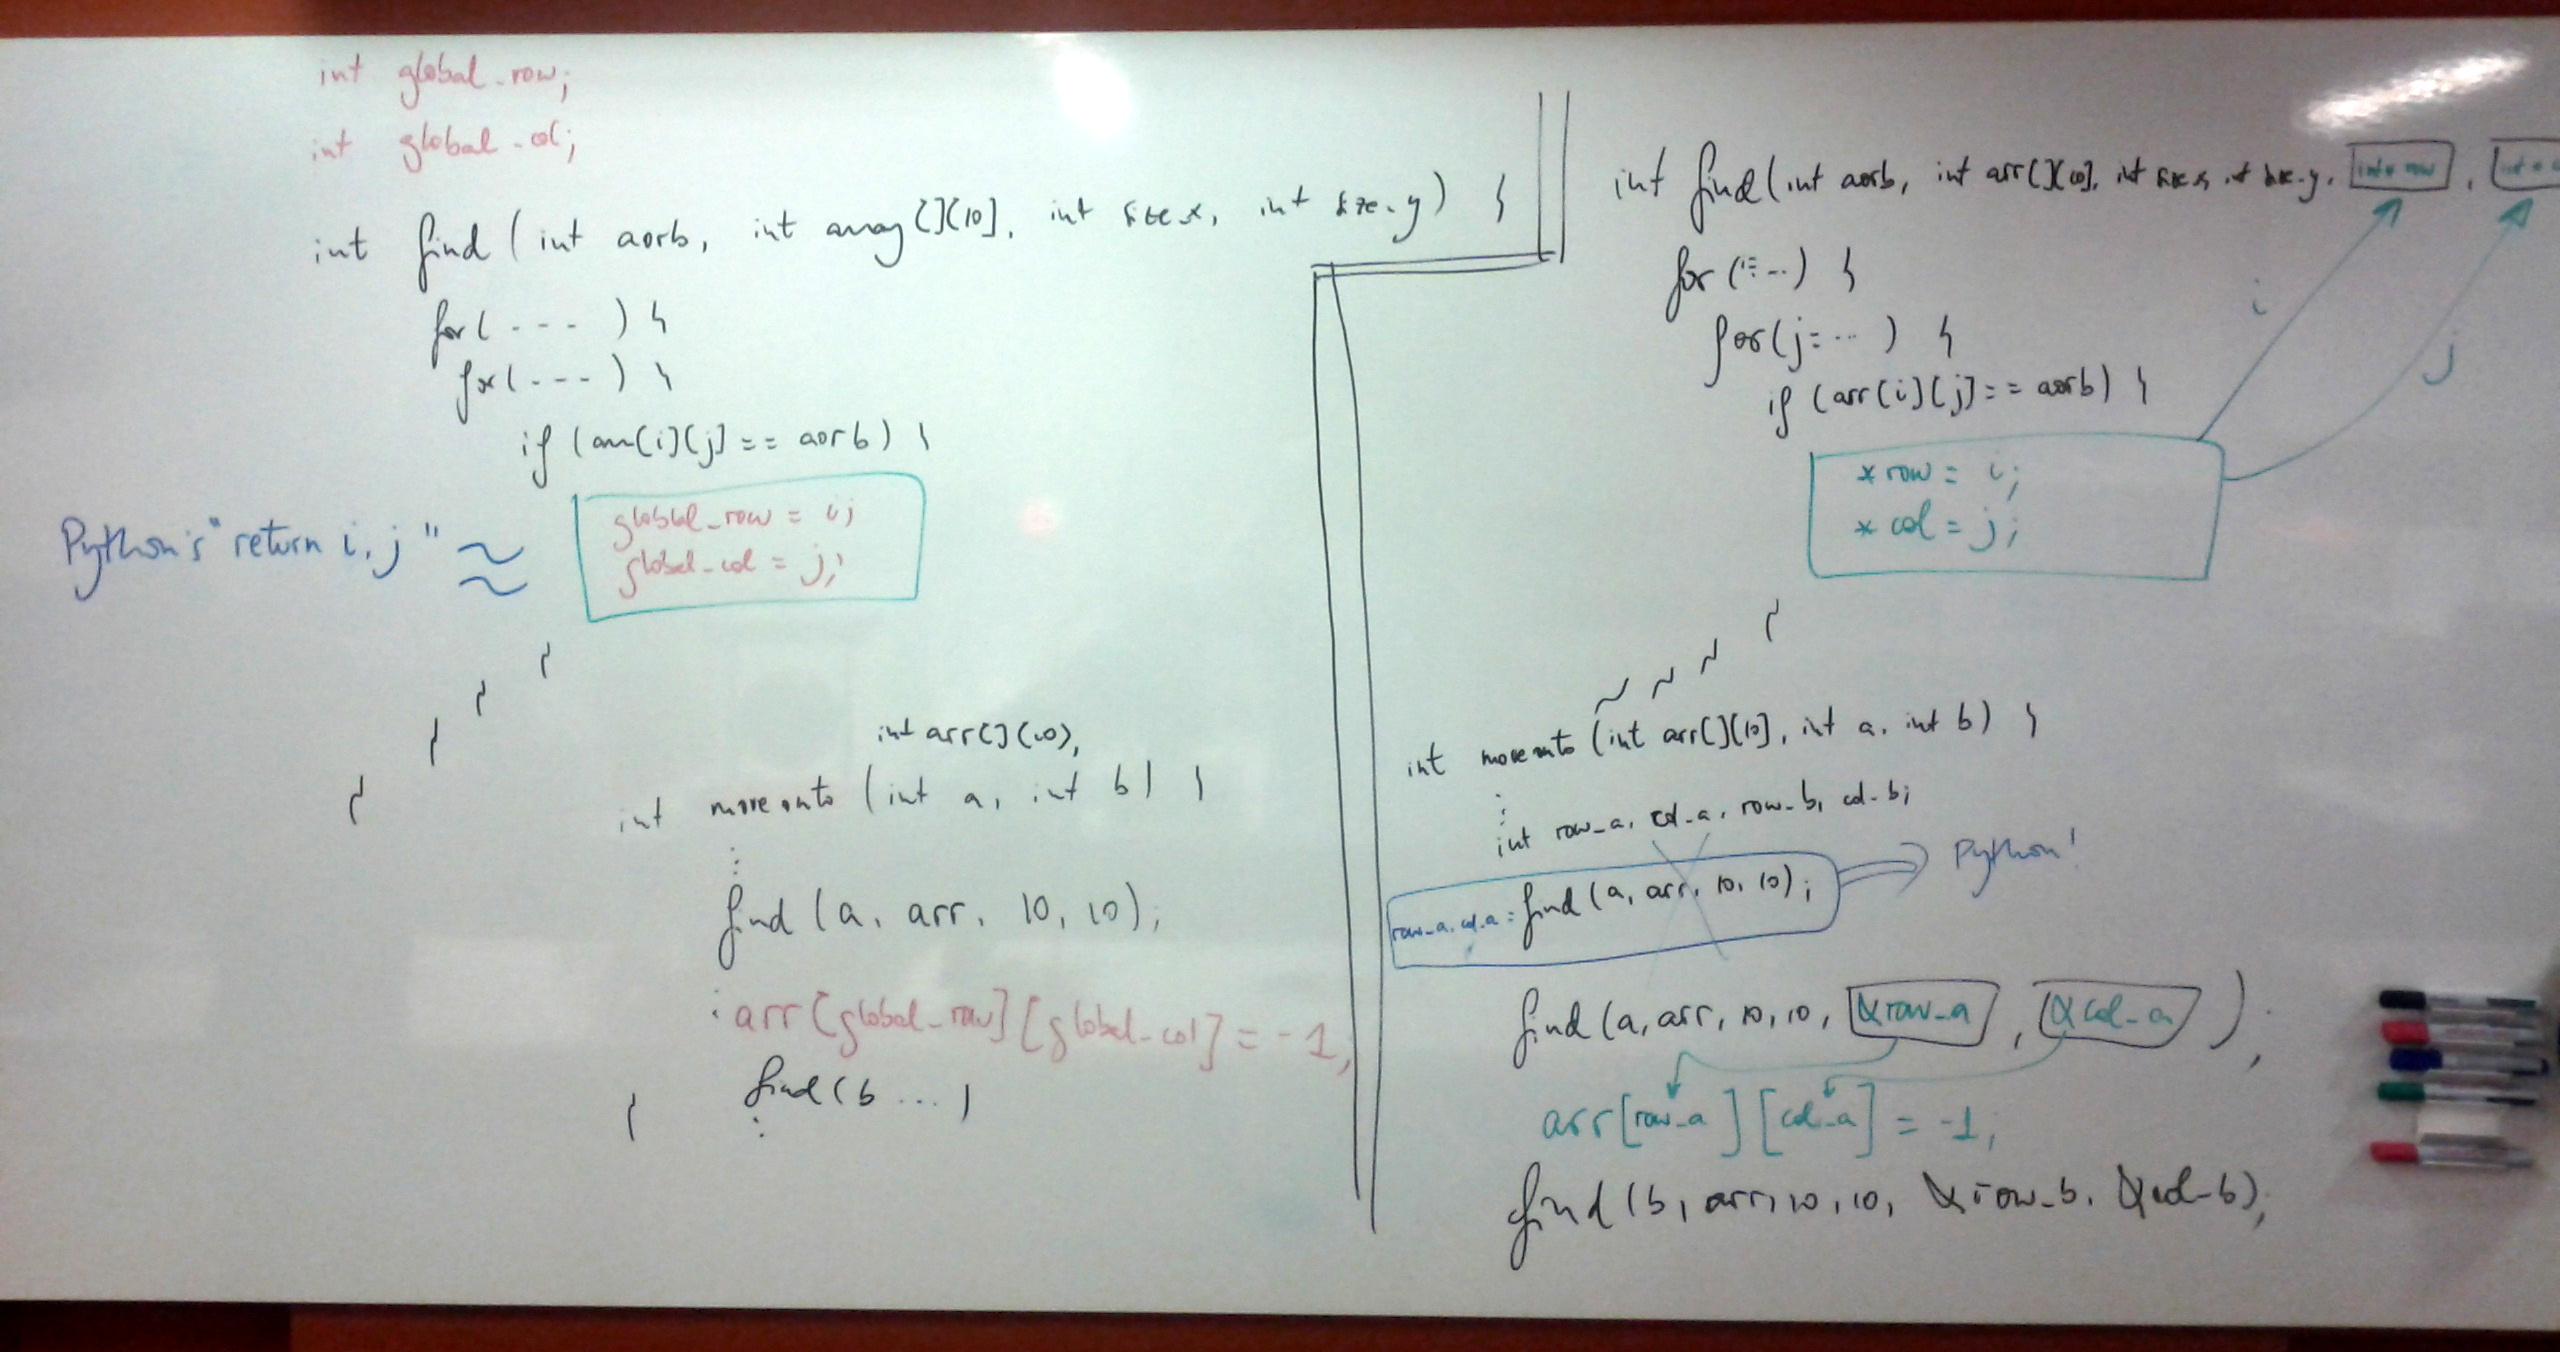 int global_row;
int global_col;
int find (int aorb, int array[][10], int size_x, int size_y) {
for( - - - ) {
for( - - - ) {
if (arr[i][j] == aorb) {
Python's "return i, j" ≈
global_row = i;
global_col = j;
}
}
}
}
int arr[][10],
int moveonto (int a, int b) {
⋮
find (a, arr, 10, 10);
arr[global_row][global_col] = -1;
find(b ... )
⋮
}
int find(int aorb, int arr[][10], int size_x, int size_y, int* row,
for (i=...) {
for(j=...) {
if (arr[i][j]== aorb) {
i
j
*row = i;
*col = j;
}
} } }
int moveonto (int arr[][10], int a, int b) {
⋮
int row_a, col_a, row_b, col_b;
row_a, col_a = find (a, arr, 10, 10); ⇒ Python!
find (a, arr, 10, 10, &row_a, &col_a);
arr[row_a][col_a] = -1;
find (b, arr, 10, 10, &row_b, &col_b);